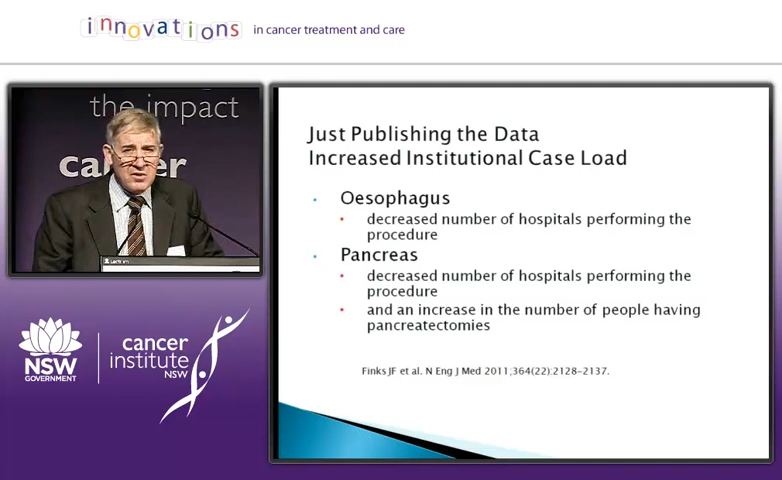 innovations in cancer treatment and care
the impact
cancer
Just Publishing the Data
Increased Institutional Case Load
Oesophagus
decreased number of hospitals performing the
procedure
Pancreas
decreased number of hospitals performing the
procedure
and an increase in the number of people having
pancreatectomies
Finks JF et al. N Eng J Med 2011;364(22):2128-2137.
NSW
GOVERNMENT
cancer
institute
NSW